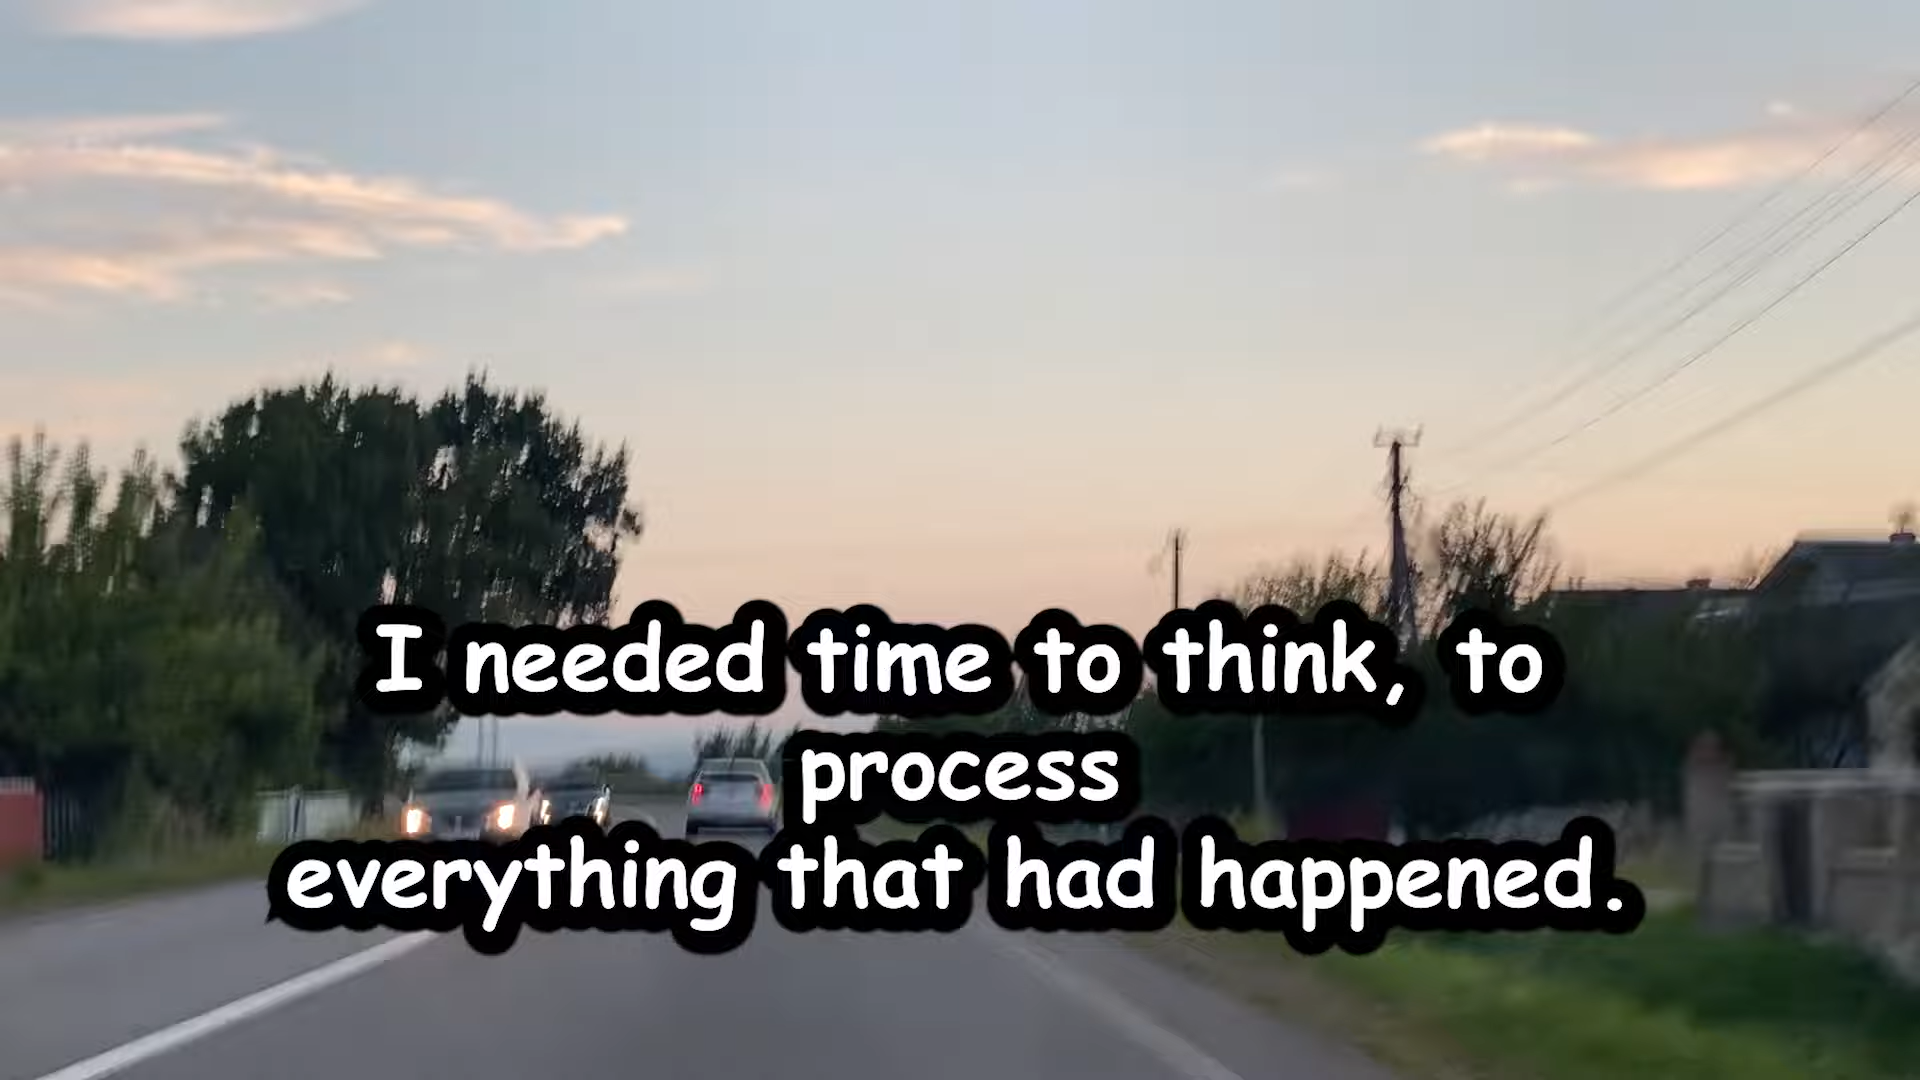 I needed time to think, to
process
everything that had happened.